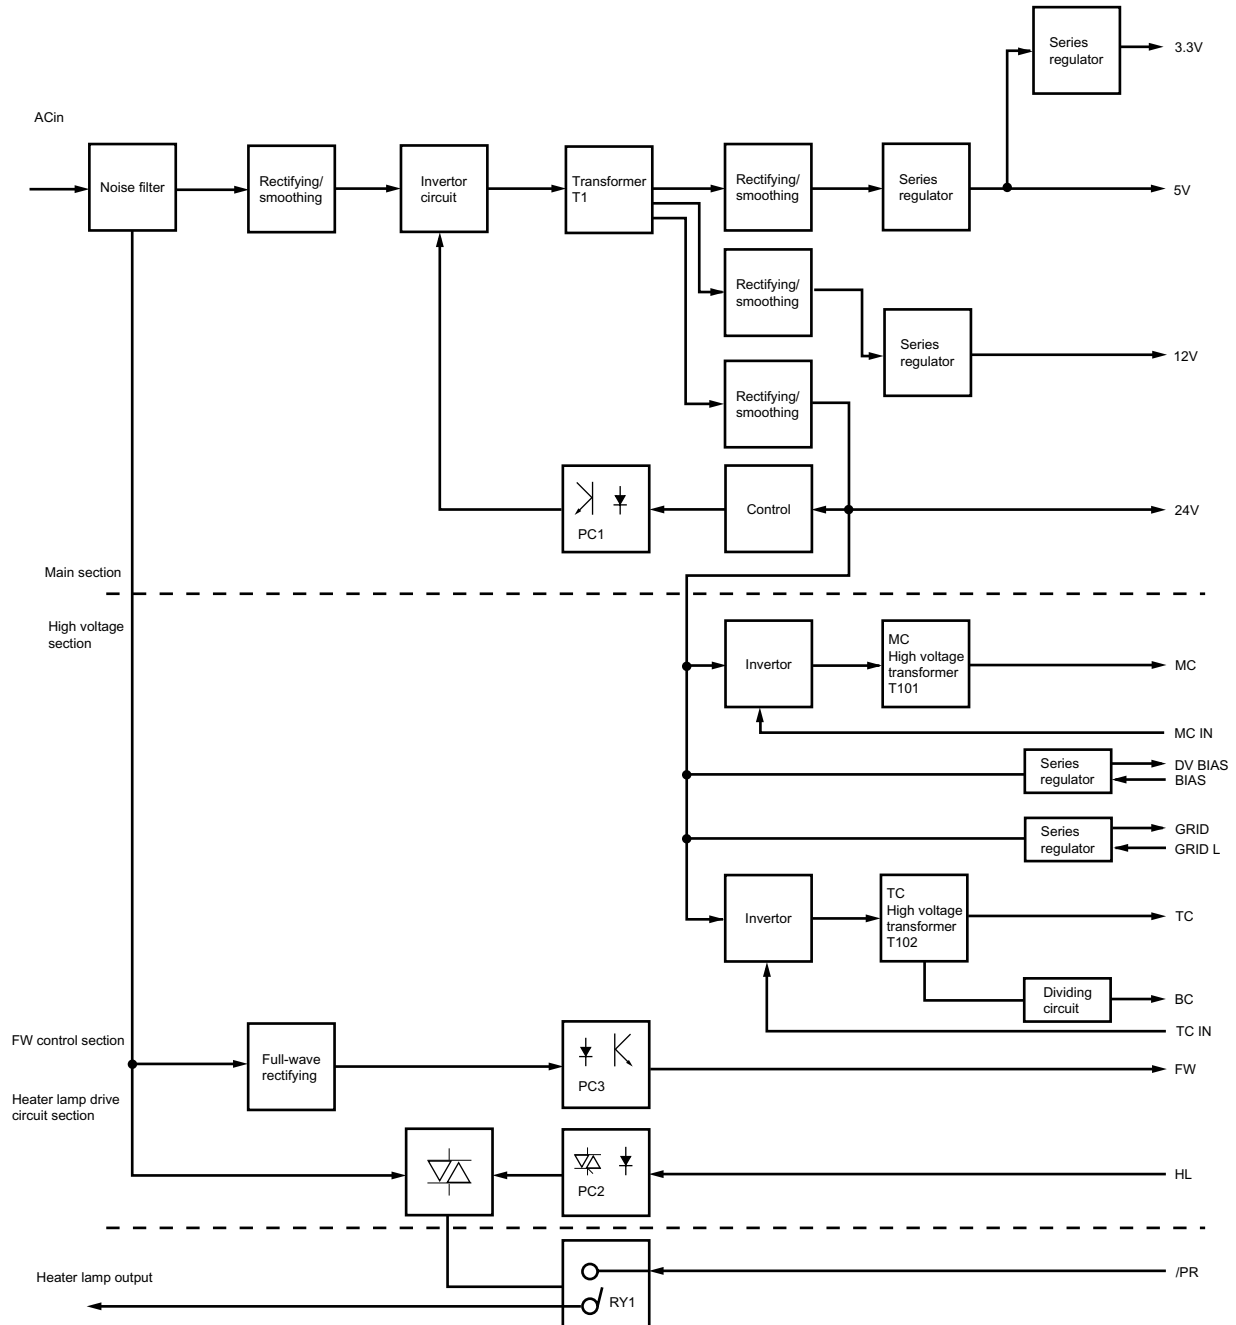 Series
regulator
3.3V
ACin
Noise filter
Rectifying/
smoothing
Invertor
circuit
Transformer
T1
Rectifying/
smoothing
Series
regulator
5V
Rectifying/
smoothing
Series
regulator
12V
Rectifying/
smoothing
PC1
Control
24V
Main section
High voltage
section
Invertor
MC
High voltage
transformer
T101
MC
MC IN
Series
regulator
DV BIAS
BIAS
Series
regulator
GRID
GRID L
Invertor
TC
High voltage
transformer
T102
TC
Dividing
circuit
BC
TC IN
FW control section
Full-wave
rectifying
PC3
FW
Heater lamp drive
circuit section
PC2
HL
Heater lamp output
RY1
/PR